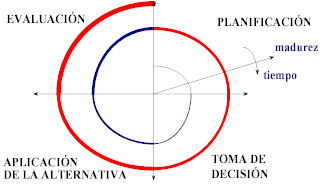 EVALUACIÓN
PLANIFICACIÓN
madurez
tiempo
APLICACIÓN
DE LA ALTERNATIVA
TOMA DE
DECISIÓN